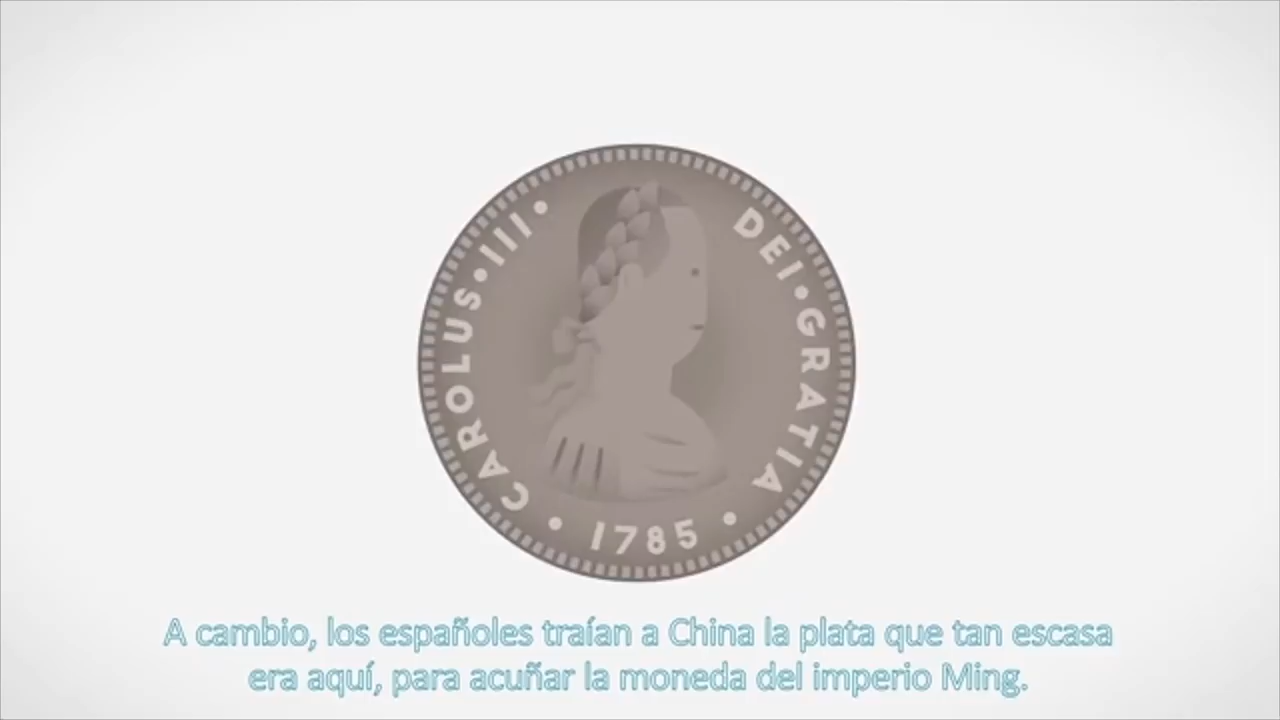 CAROLUS•III•
DEI•GRATIA
• 1785 •
A cambio, los españoles traían a China la plata que tan escasa
era aquí, para acuñar la moneda del imperio Ming.